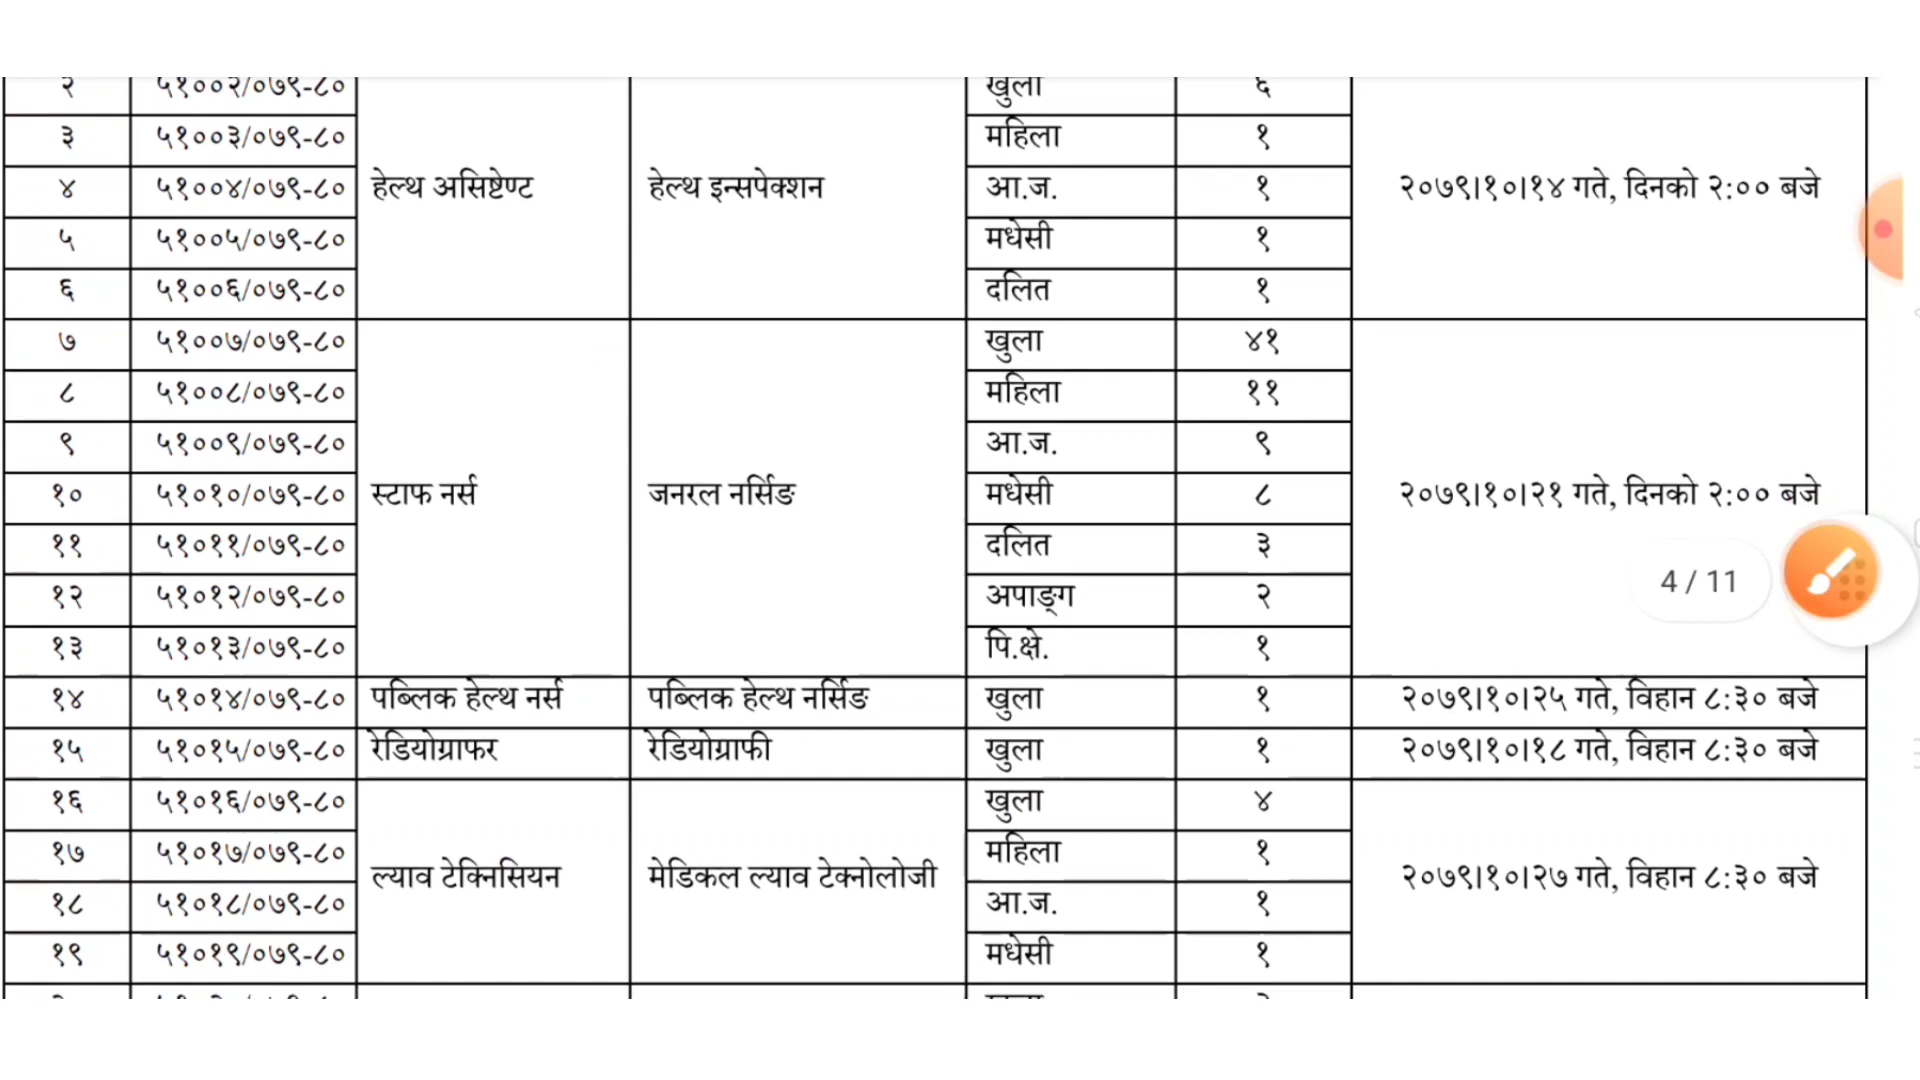 २ ५१००२/०७९-८० खुला ६
३ ५१००३/०७९-८० महिला १
४ ५१००४/०७९-८० हेल्थ असिष्टेण्ट हेल्थ इन्सपेक्शन आ.ज. १ २०७९।१०।१४ गते, दिनको २:०० बजे
५ ५१००५/०७९-८० मधेसी १
६ ५१००६/०७९-८० दलित १
७ ५१००७/०७९-८० खुला ४१
८ ५१००८/०७९-८० महिला ११
९ ५१००९/०७९-८० आ.ज. ९
१० ५१०१०/०७९-८० स्टाफ नर्स जनरल नर्सिङ मधेसी ८ २०७९।१०।२१ गते, दिनको २:०० बजे
११ ५१०११/०७९-८० दलित ३
4 / 11
१२ ५१०१२/०७९-८० अपाङ्ग २
१३ ५१०१३/०७९-८० पि.क्षे. १
१४ ५१०१४/०७९-८० पब्लिक हेल्थ नर्स पब्लिक हेल्थ नर्सिङ खुला १ २०७९।१०।२५ गते, विहान ८:३० बजे
१५ ५१०१५/०७९-८० रेडियोग्राफर रेडियोग्राफी खुला १ २०७९।१०।१८ गते, विहान ८:३० बजे
१६ ५१०१६/०७९-८० खुला ४
१७ ५१०१७/०७९-८० महिला १
ल्याव टेक्निसियन मेडिकल ल्याव टेक्नोलोजी २०७९।१०।२७ गते, विहान ८:३० बजे
१८ ५१०१८/०७९-८० आ.ज. १
१९ ५१०१९/०७९-८० मधेसी १